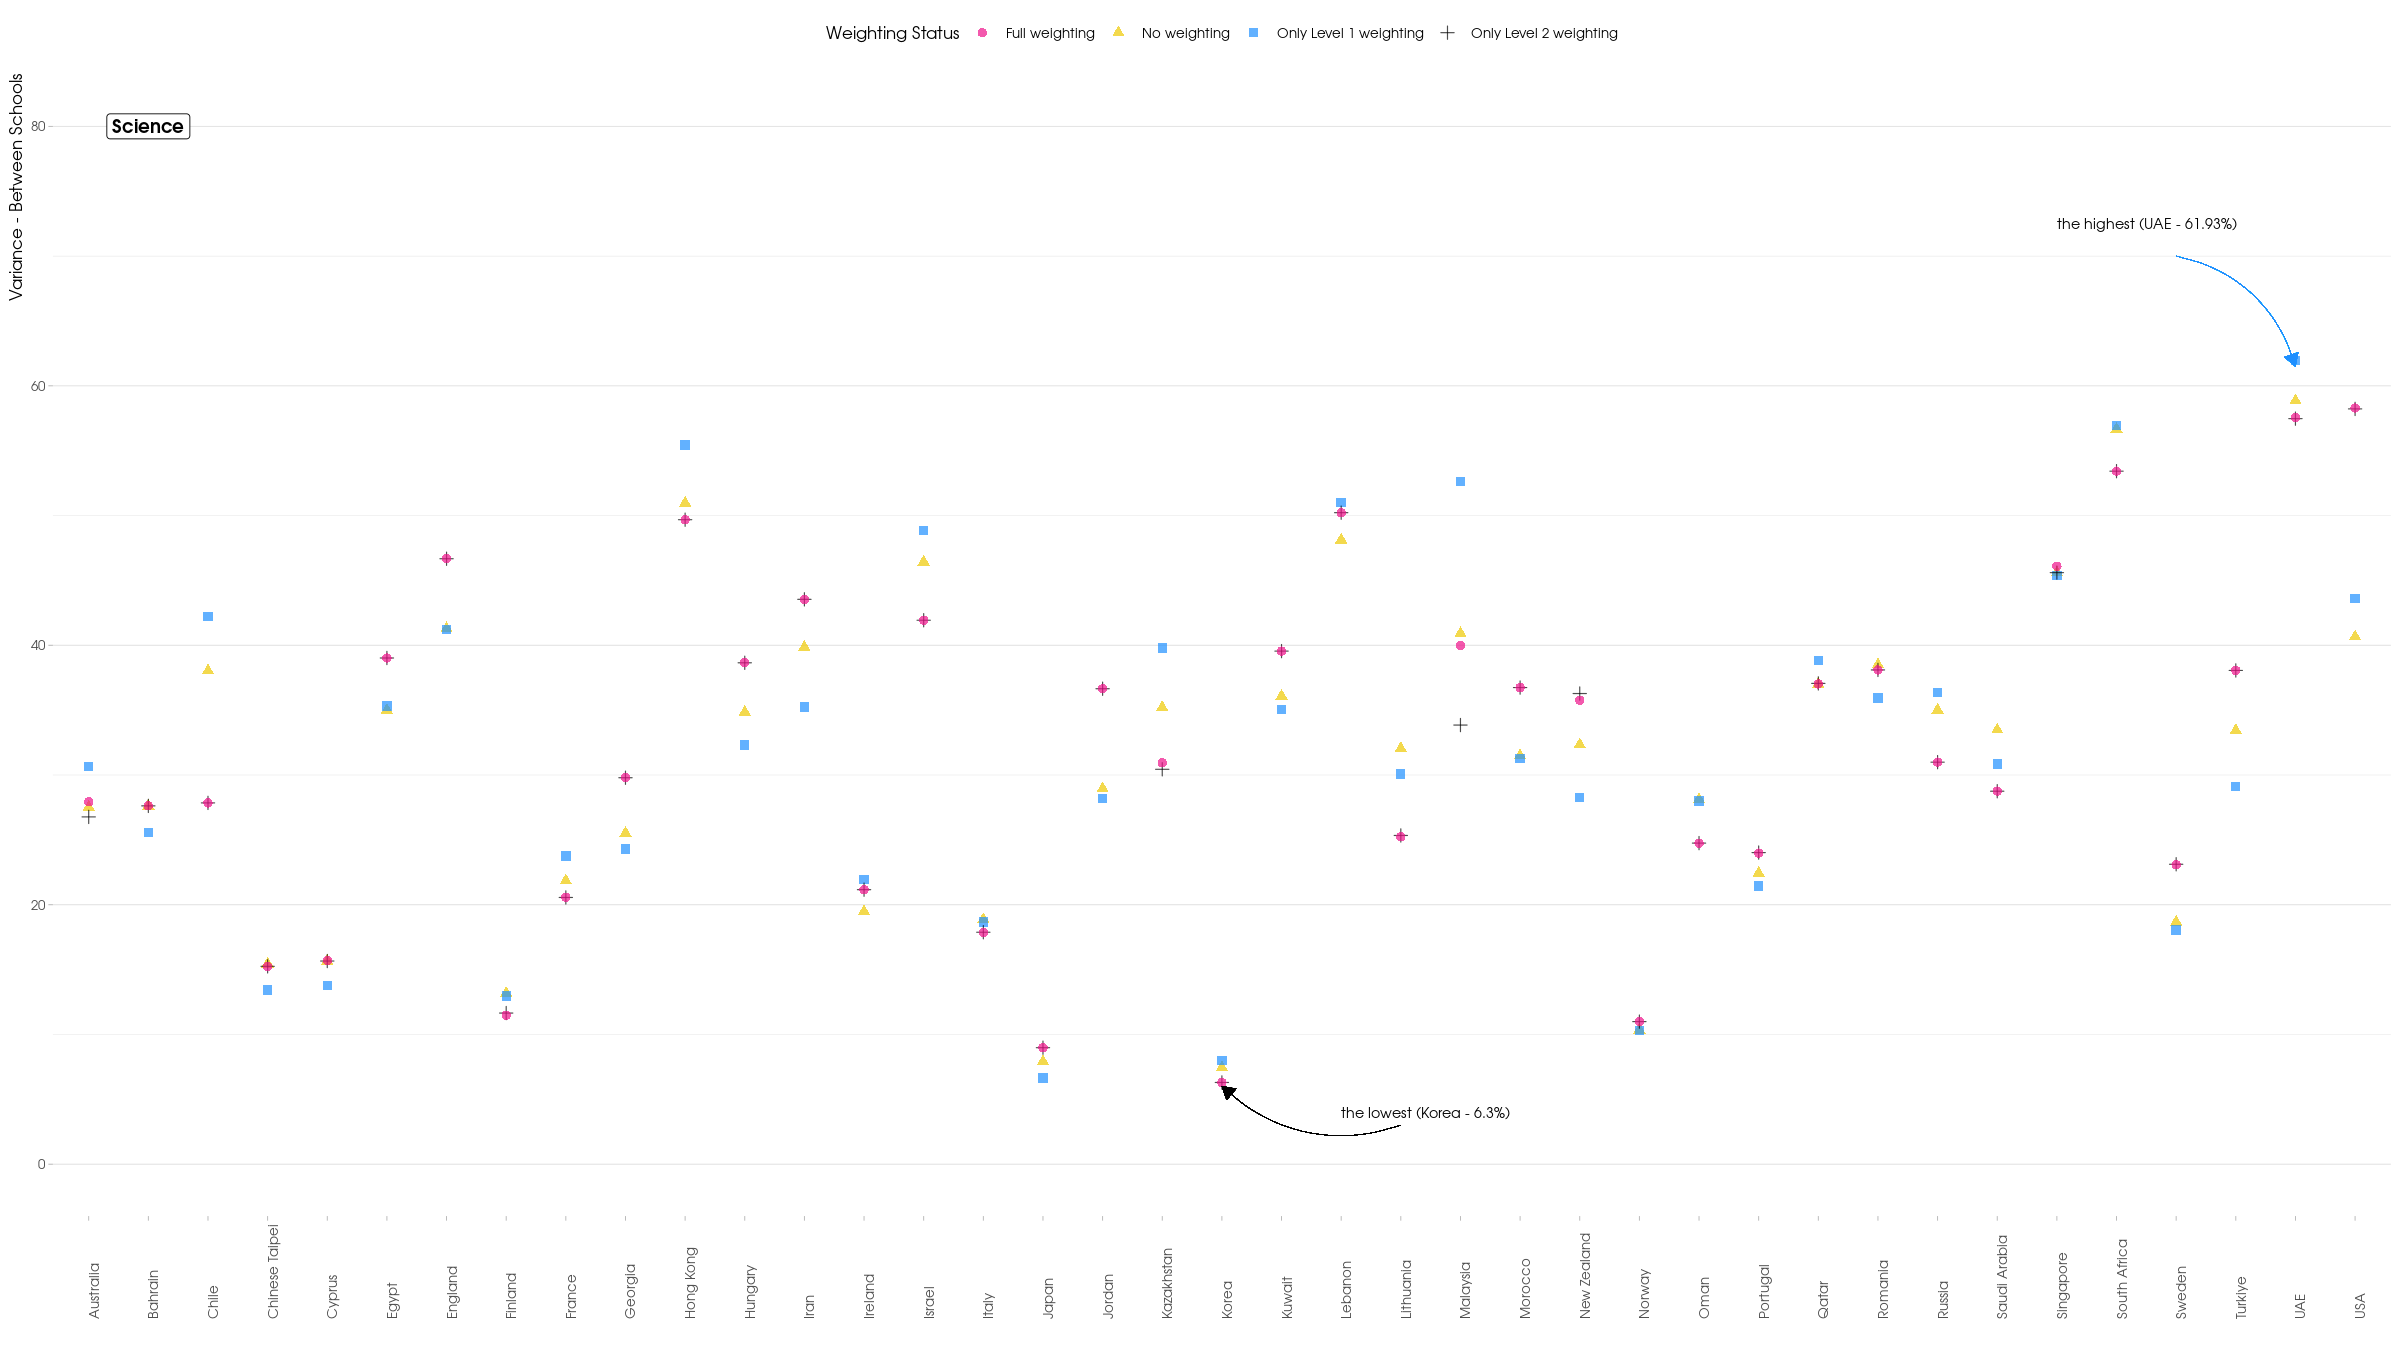 Weighting Status Full weighting No weighting Only Level 1 weighting Only Level 2 weighting
Variance - Between Schools
Science
80
60
40
20
0
the highest (UAE - 61.93%)
the lowest (Korea - 6.3%)
Australia
Bahrain
Chile
Chinese Taipei
Cyprus
Egypt
England
Finland
France
Georgia
Hong Kong
Hungary
Iran
Ireland
Israel
Italy
Japan
Jordan
Kazakhstan
Korea
Kuwait
Lebanon
Lithuania
Malaysia
Morocco
New Zealand
Norway
Oman
Portugal
Qatar
Romania
Russia
Saudi Arabia
Singapore
South Africa
Sweden
Turkiye
UAE
USA